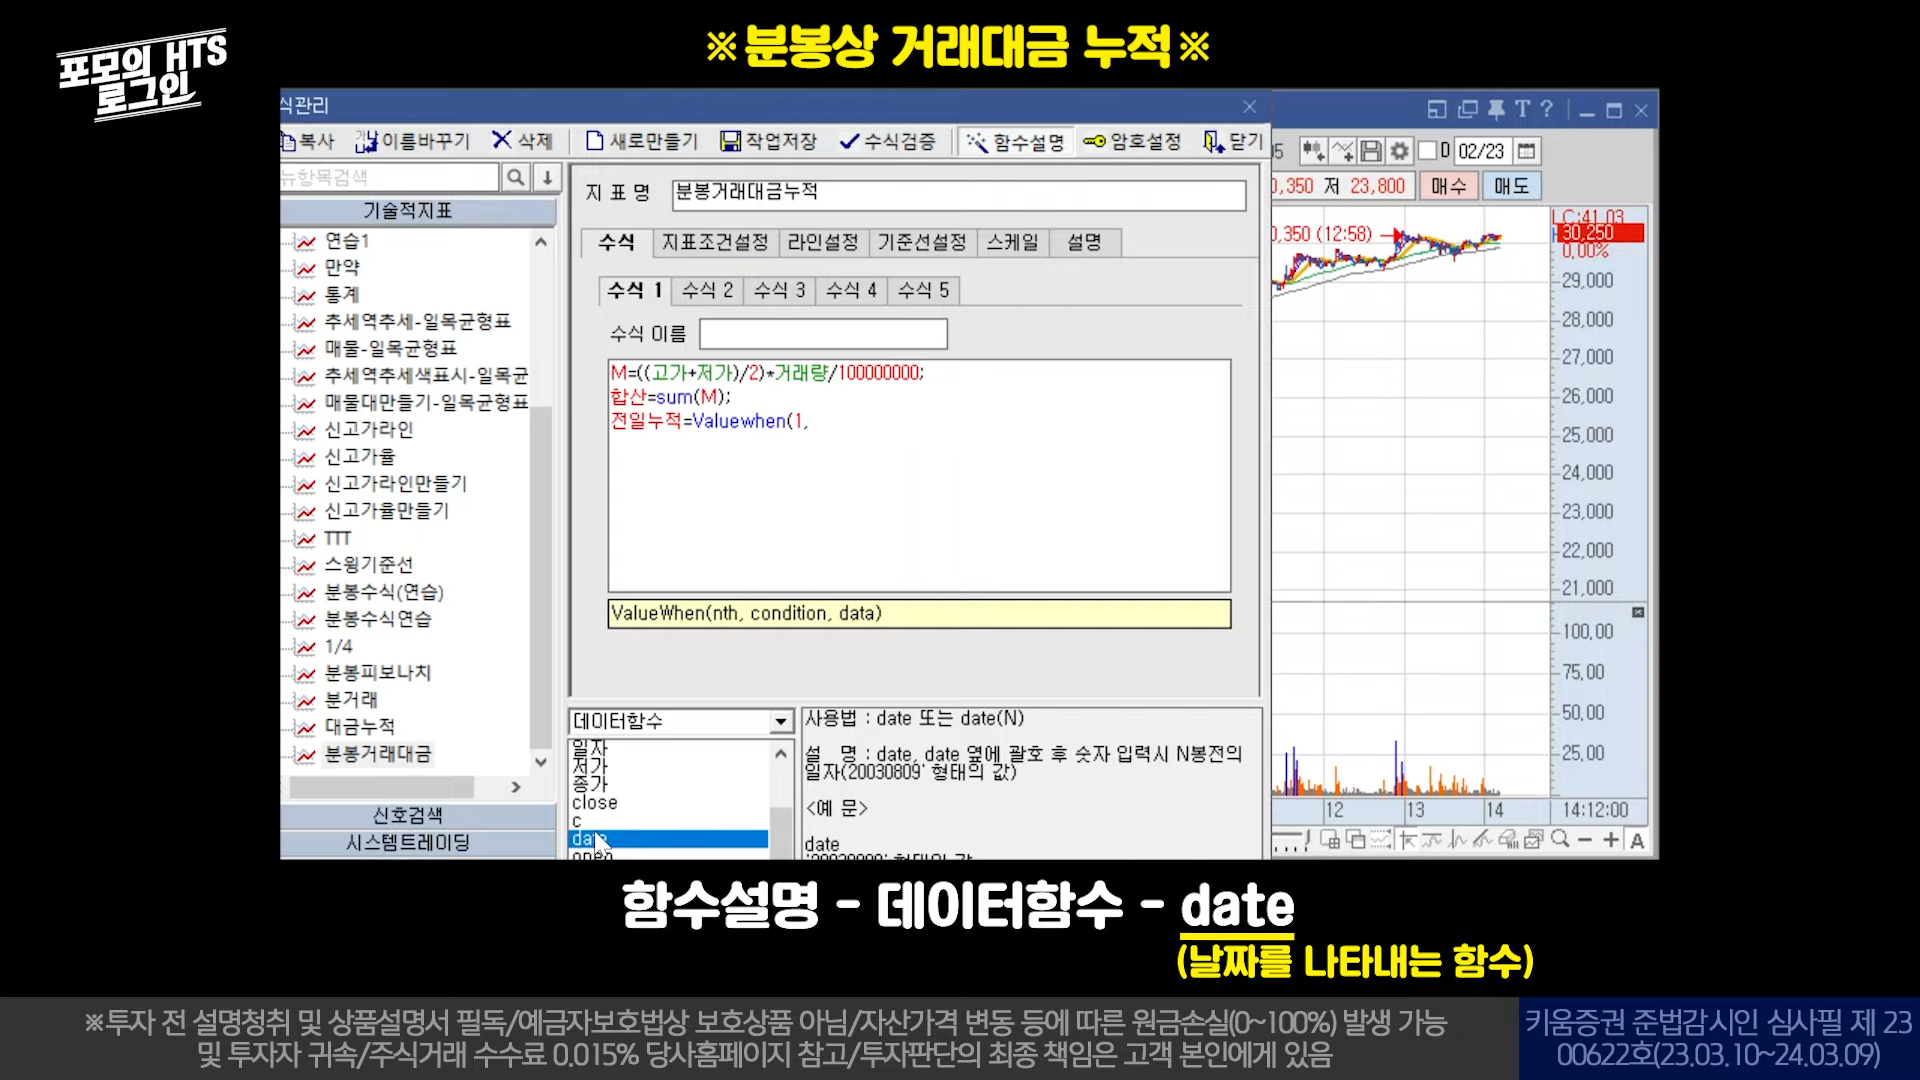 포모의 HTS
로그인
※분봉상 거래대금 누적※
식관리
복사 이름바꾸기 삭제 새로만들기 작업저장 수식검증 함수설명 암호설정 닫기
뉴항목검색
기술적지표
연습1
만약
통계
추세역추세-일목균형표
매물-일목균형표
추세역추세색표시-일목균
매물대만들기-일목균형표
신고가라인
신고가율
신고가라인만들기
신고가율만들기
TTT
스윙기준선
분봉수식(연습)
분봉수식연습
1/4
분봉피보나치
분거래
대금누적
분봉거래대금
신호검색
시스템트레이딩
지 표 명 분봉거래대금누적
수식 지표조건설정 라인설정 기준선설정 스케일 설명
수식 1 수식 2 수식 3 수식 4 수식 5
수식 이름
M=((고가+저가)/2)*거래량/100000000;
합산=sum(M);
전일누적=Valuewhen(1,
ValueWhen(nth, condition, data)
데이터함수
일자
저가
종가
close
c
date
open
사용법 : date 또는 date(N)
설 명 : date, date 옆에 괄호 후 숫자 입력시 N봉전의
일자(20030809' 형태의 값)
<예 문>
date
T ?
D 02/23
0,350 저 23,800 매수 매도
0,350 (12:58)
LC:41.03
30,250
0.00%
29,000
28,000
27,000
26,000
25,000
24,000
23,000
22,000
21,000
100.00
75.00
50.00
25.00
12 13 14 14:12:00
A
함수설명 - 데이터함수 - date
(날짜를 나타내는 함수)
※투자 전 설명청취 및 상품설명서 필독/예금자보호법상 보호상품 아님/자산가격 변동 등에 따른 원금손실(0~100%) 발생 가능
및 투자자 귀속/주식거래 수수료 0.015% 당사홈페이지 참고/투자판단의 최종 책임은 고객 본인에게 있음
키움증권 준법감시인 심사필 제 23
00622호(23.03.10~24.03.09)